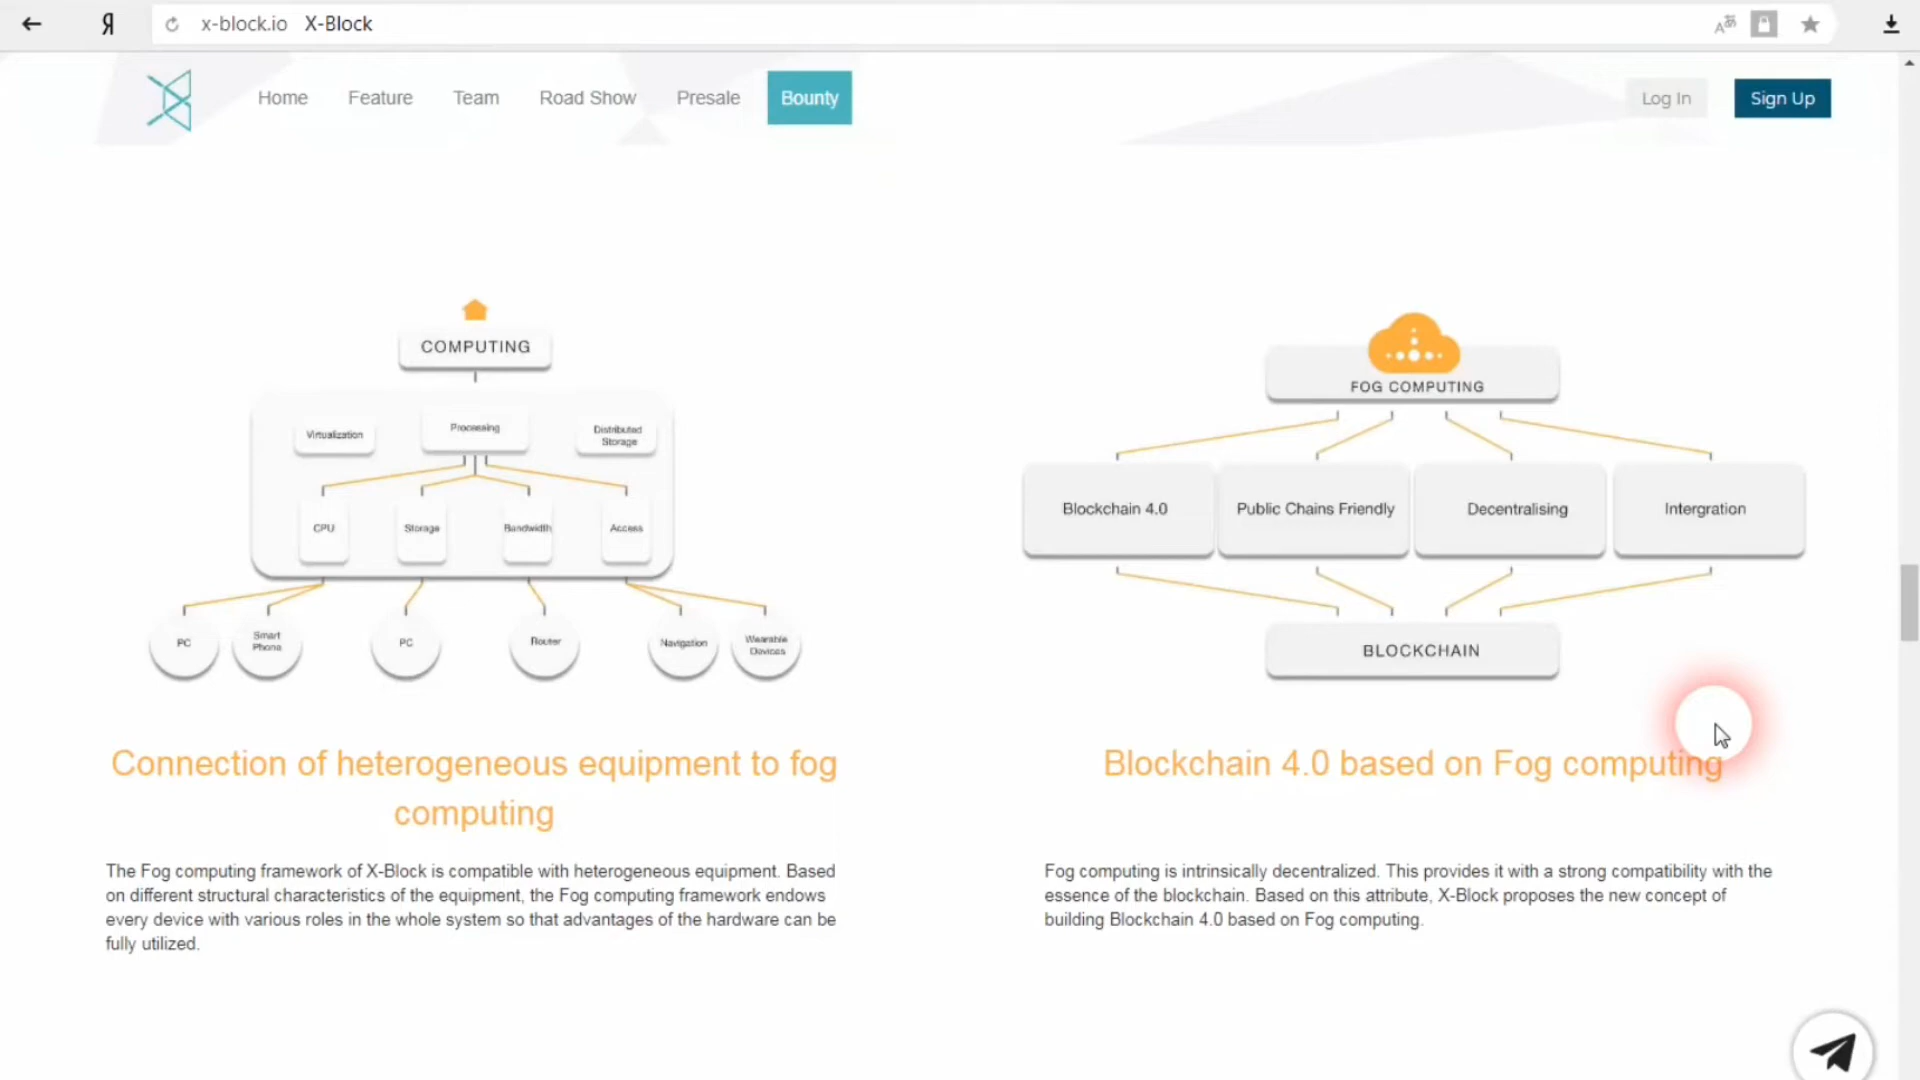 Я x-block.io X-Block
Home Feature Team Road Show Presale Bounty Log In Sign Up
COMPUTING
Virtualization Processing Distributed
Storage
CPU Storage Bandwidth Access
PC Smart
Phone PC Router Navigation Wearable
Devices
Connection of heterogeneous equipment to fog
computing
The Fog computing framework of X-Block is compatible with heterogeneous equipment. Based
on different structural characteristics of the equipment, the Fog computing framework endows
every device with various roles in the whole system so that advantages of the hardware can be
fully utilized.
FOG COMPUTING
Blockchain 4.0 Public Chains Friendly Decentralising Intergration
BLOCKCHAIN
Blockchain 4.0 based on Fog computing
Fog computing is intrinsically decentralized. This provides it with a strong compatibility with the
essence of the blockchain. Based on this attribute, X-Block proposes the new concept of
building Blockchain 4.0 based on Fog computing.